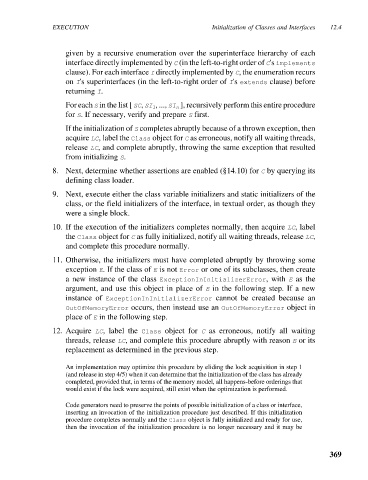 EXECUTION Initialization of Classes and Interfaces 12.4
given by a recursive enumeration over the superinterface hierarchy of each
interface directly implemented by C (in the left-to-right order of C's implements
clause). For each interface I directly implemented by C, the enumeration recurs
on I's superinterfaces (in the left-to-right order of I's extends clause) before
returning I.
For each S in the list [ SC, SI1, ..., SIn ], recursively perform this entire procedure
for S. If necessary, verify and prepare S first.
If the initialization of S completes abruptly because of a thrown exception, then
acquire LC, label the Class object for C as erroneous, notify all waiting threads,
release LC, and complete abruptly, throwing the same exception that resulted
from initializing S.
8. Next, determine whether assertions are enabled (§14.10) for C by querying its
defining class loader.
9. Next, execute either the class variable initializers and static initializers of the
class, or the field initializers of the interface, in textual order, as though they
were a single block.
10. If the execution of the initializers completes normally, then acquire LC, label
the Class object for C as fully initialized, notify all waiting threads, release LC,
and complete this procedure normally.
11. Otherwise, the initializers must have completed abruptly by throwing some
exception E. If the class of E is not Error or one of its subclasses, then create
a new instance of the class ExceptionInInitializerError, with E as the
argument, and use this object in place of E in the following step. If a new
instance of ExceptionInInitializerError cannot be created because an
OutOfMemoryError occurs, then instead use an OutOfMemoryError object in
place of E in the following step.
12. Acquire LC, label the Class object for C as erroneous, notify all waiting
threads, release LC, and complete this procedure abruptly with reason E or its
replacement as determined in the previous step.
An implementation may optimize this procedure by eliding the lock acquisition in step 1
(and release in step 4/5) when it can determine that the initialization of the class has already
completed, provided that, in terms of the memory model, all happens-before orderings that
would exist if the lock were acquired, still exist when the optimization is performed.
Code generators need to preserve the points of possible initialization of a class or interface,
inserting an invocation of the initialization procedure just described. If this initialization
procedure completes normally and the Class object is fully initialized and ready for use,
then the invocation of the initialization procedure is no longer necessary and it may be
369